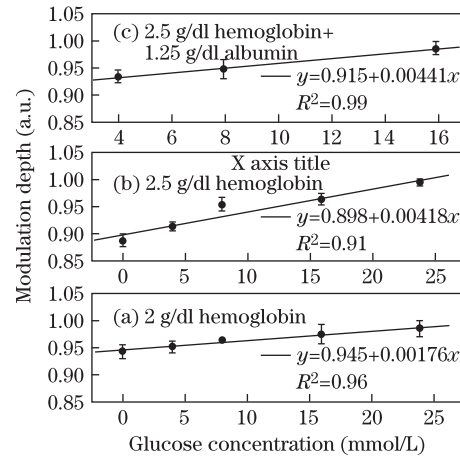 Modulation depth (a.u.)
1.05
1.00
0.95
0.90
0.85
(c) 2.5 g/dl hemoglobin+
1.25 g/dl albumin
y=0.915+0.00441x
R²=0.99
4 6 8 10 12 14 16
X axis title
1.05
1.00
0.95
0.90
0.85
(b) 2.5 g/dl hemoglobin
y=0.898+0.00418x
R²=0.91
0 5 10 15 20 25
1.05
1.00
0.95
0.90
0.85
(a) 2 g/dl hemoglobin
y=0.945+0.00176x
R²=0.96
0 5 10 15 20 25
Glucose concentration (mmol/L)